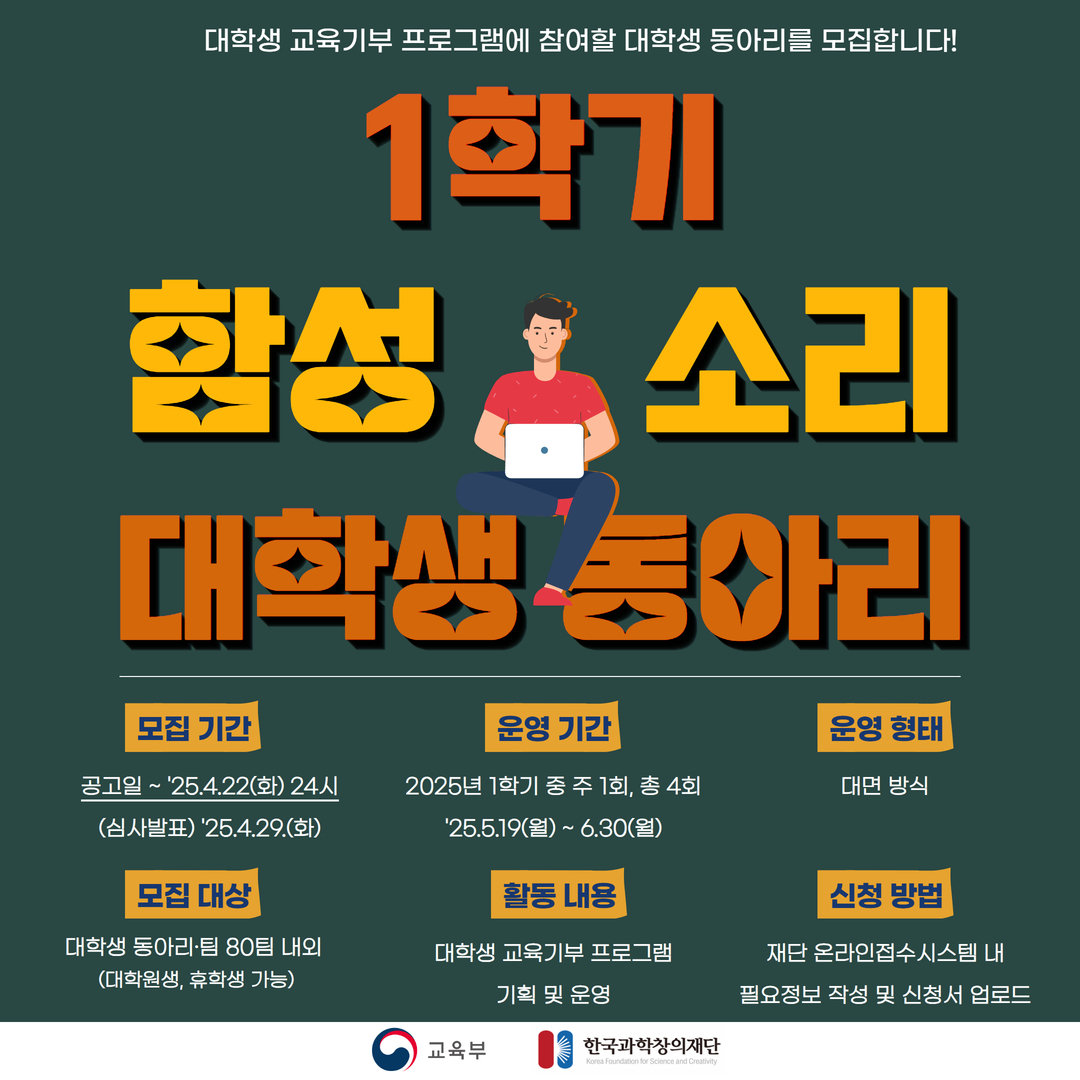 대학생 교육기부 프로그램에 참여할 대학생 동아리를 모집합니다!
1학기
함성 소리
대학생 동아리
모집 기간
공고일 ~ '25.4.22(화) 24시
(심사발표) '25.4.29.(화)
운영 기간
2025년 1학기 중 주 1회, 총 4회
'25.5.19(월) ~ 6.30(월)
운영 형태
대면 방식
모집 대상
대학생 동아리·팀 80팀 내외
(대학원생, 휴학생 가능)
활동 내용
대학생 교육기부 프로그램
기획 및 운영
신청 방법
재단 온라인접수시스템 내
필요정보 작성 및 신청서 업로드
교육부
한국과학창의재단
Korea Foundation for Science and Creativity